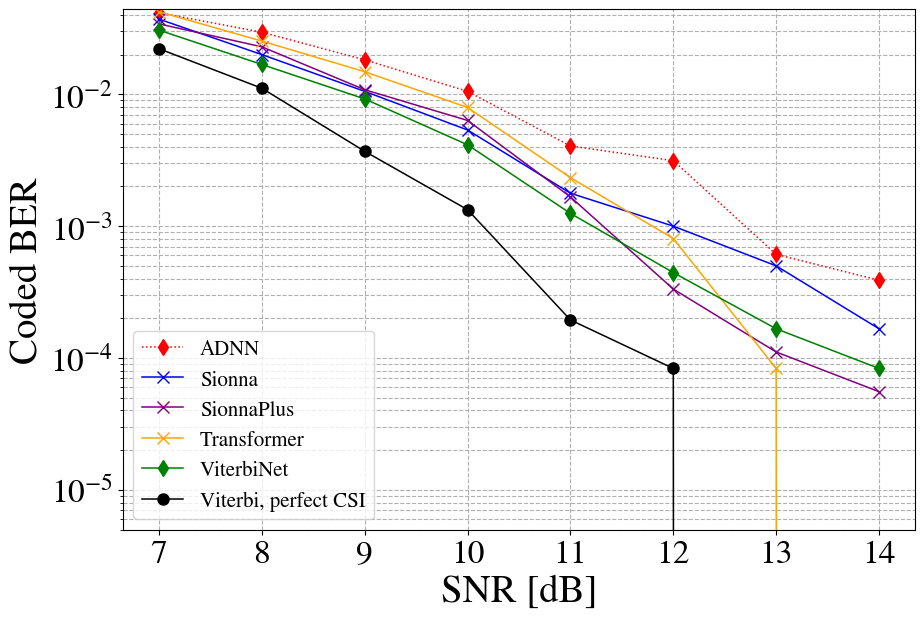 Coded BER
10⁻²
10⁻³
10⁻⁴
10⁻⁵
ADNN
Sionna
SionnaPlus
Transformer
ViterbiNet
Viterbi, perfect CSI
7 8 9 10 11 12 13 14
SNR [dB]